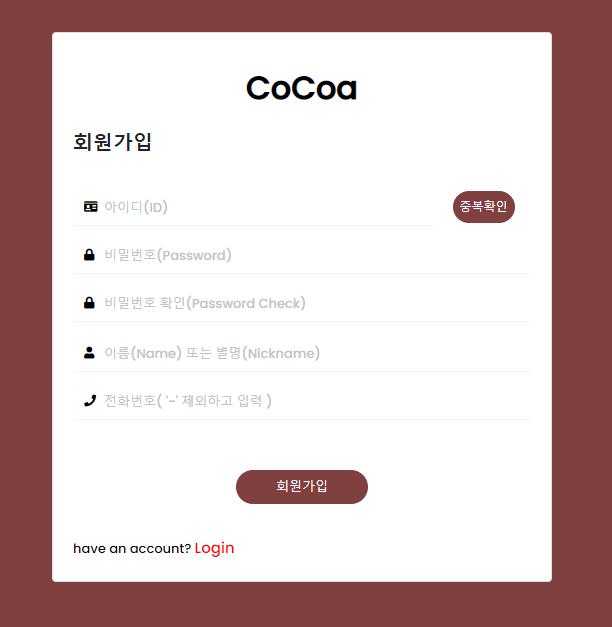 CoCoa
회원가입
아이디(ID) 중복확인
비밀번호(Password)
비밀번호 확인(Password Check)
이름(Name) 또는 별명(Nickname)
전화번호( '-' 제외하고 입력 )
회원가입
have an account? Login